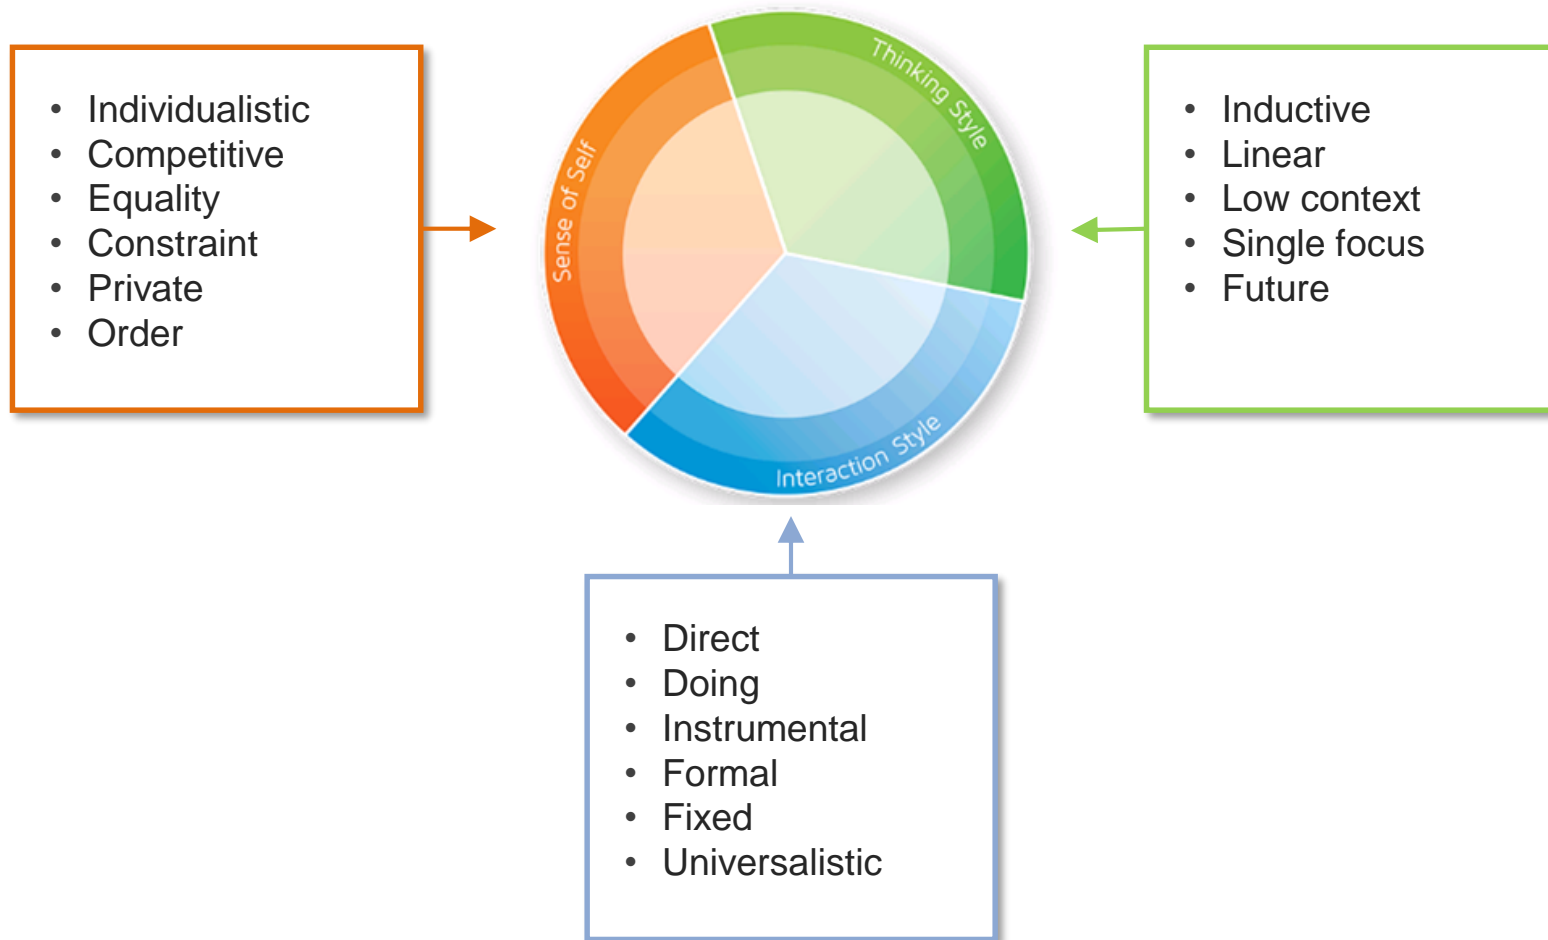 • Individualistic
• Competitive
• Equality
• Constraint
• Private
• Order
Sense of Self
Thinking Style
Interaction Style
• Inductive
• Linear
• Low context
• Single focus
• Future
• Direct
• Doing
• Instrumental
• Formal
• Fixed
• Universalistic